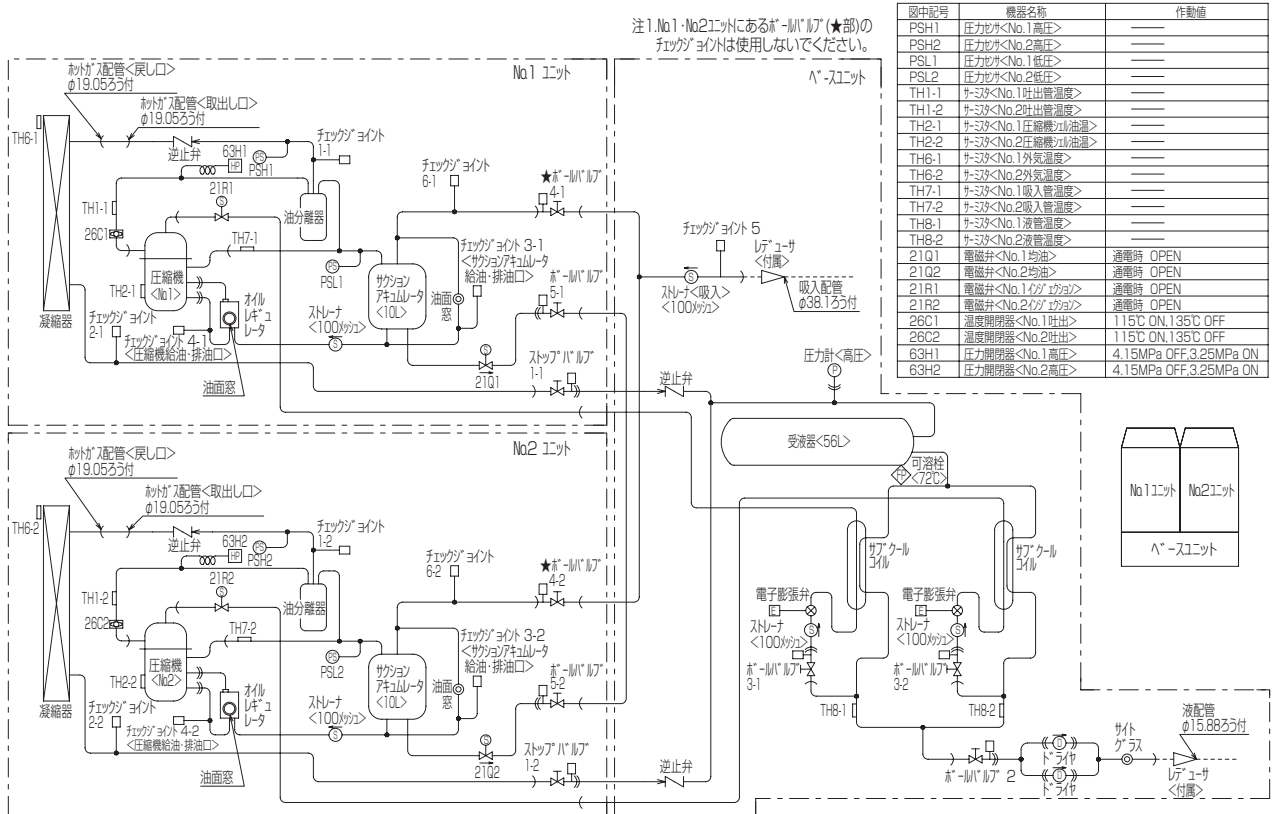 注1.No.1・No.2ユニットにあるボールバルブ(★部)の
チェックジョイントは使用しないでください。
図中記号 機器名称 作動値
PSH1 圧力センサ<No.1高圧> ――
PSH2 圧力センサ<No.2高圧> ――
PSL1 圧力センサ<No.1低圧> ――
PSL2 圧力センサ<No.2低圧> ――
TH1-1 サーミスタ<No.1吐出管温度> ――
TH1-2 サーミスタ<No.2吐出管温度> ――
TH2-1 サーミスタ<No.1圧縮機シェル油温> ――
TH2-2 サーミスタ<No.2圧縮機シェル油温> ――
TH6-1 サーミスタ<No.1外気温度> ――
TH6-2 サーミスタ<No.2外気温度> ――
TH7-1 サーミスタ<No.1吸入管温度> ――
TH7-2 サーミスタ<No.2吸入管温度> ――
TH8-1 サーミスタ<No.1液管温度> ――
TH8-2 サーミスタ<No.2液管温度> ――
21Q1 電磁弁<No.1均油> 通電時 OPEN
21Q2 電磁弁<No.2均油> 通電時 OPEN
21R1 電磁弁<No.1インジェクション> 通電時 OPEN
21R2 電磁弁<No.2インジェクション> 通電時 OPEN
26C1 温度開閉器<No.1吐出> 115℃ ON,135℃ OFF
26C2 温度開閉器<No.2吐出> 115℃ ON,135℃ OFF
63H1 圧力開閉器<No.1高圧> 4.15MPa OFF,3.25MPa ON
63H2 圧力開閉器<No.2高圧> 4.15MPa OFF,3.25MPa ON
No.1 ユニット
ホットガス配管<戻し口>
φ19.05ろう付
ホットガス配管<取出し口>
φ19.05ろう付
TH6-1
逆止弁
63H1
HP
PS
PSH1
チェックジョイント
1-1
21R1
S
油分離器
TH1-1
26C1
TH7-1
圧縮機
<No.1>
TH2-1
凝縮器
チェックジョイント
2-1
チェックジョイント 4-1
<圧縮機給油・排油口>
オイル
レギュ
レータ
油面窓
PS
PSL1
ストレーナ
<100メッシュ>
S
サクション
アキュムレータ
<10L>
油面
窓
チェックジョイント
6-1
★ボールバルブ
4-1
チェックジョイント 3-1
<サクションアキュムレータ
給油・排油口>
ボールバルブ
5-1
S
21Q1
ストップバルブ
1-1
No.2 ユニット
ホットガス配管<戻し口>
φ19.05ろう付
ホットガス配管<取出し口>
φ19.05ろう付
TH6-2
逆止弁
63H2
HP
PS
PSH2
チェックジョイント
1-2
21R2
S
油分離器
TH1-2
26C2
TH7-2
圧縮機
<No.2>
TH2-2
凝縮器
チェックジョイント
2-2
チェックジョイント 4-2
<圧縮機給油・排油口>
オイル
レギュ
レータ
油面窓
PS
PSL2
ストレーナ
<100メッシュ>
S
サクション
アキュムレータ
<10L>
油面
窓
チェックジョイント
6-2
★ボールバルブ
4-2
チェックジョイント 3-2
<サクションアキュムレータ
給油・排油口>
ボールバルブ
5-2
S
21Q2
ストップバルブ
1-2
ベースユニット
チェックジョイント 5
レデューサ
<付属>
S
ストレーナ<吸入>
<100メッシュ>
吸入配管
φ38.1ろう付
圧力計<高圧>
P
逆止弁
受液器<56L>
FP
可溶栓
<72℃>
サブクール
コイル
サブクール
コイル
電子膨張弁
E
ストレーナ
<100メッシュ>
S
ボールバルブ
3-1
電子膨張弁
E
ストレーナ
<100メッシュ>
S
ボールバルブ
3-2
TH8-1
TH8-2
逆止弁
ボールバルブ 2
D
ドライヤ
D
ドライヤ
サイト
グラス
液配管
φ15.88ろう付
レデューサ
<付属>
No.1ユニット
No.2ユニット
ベースユニット